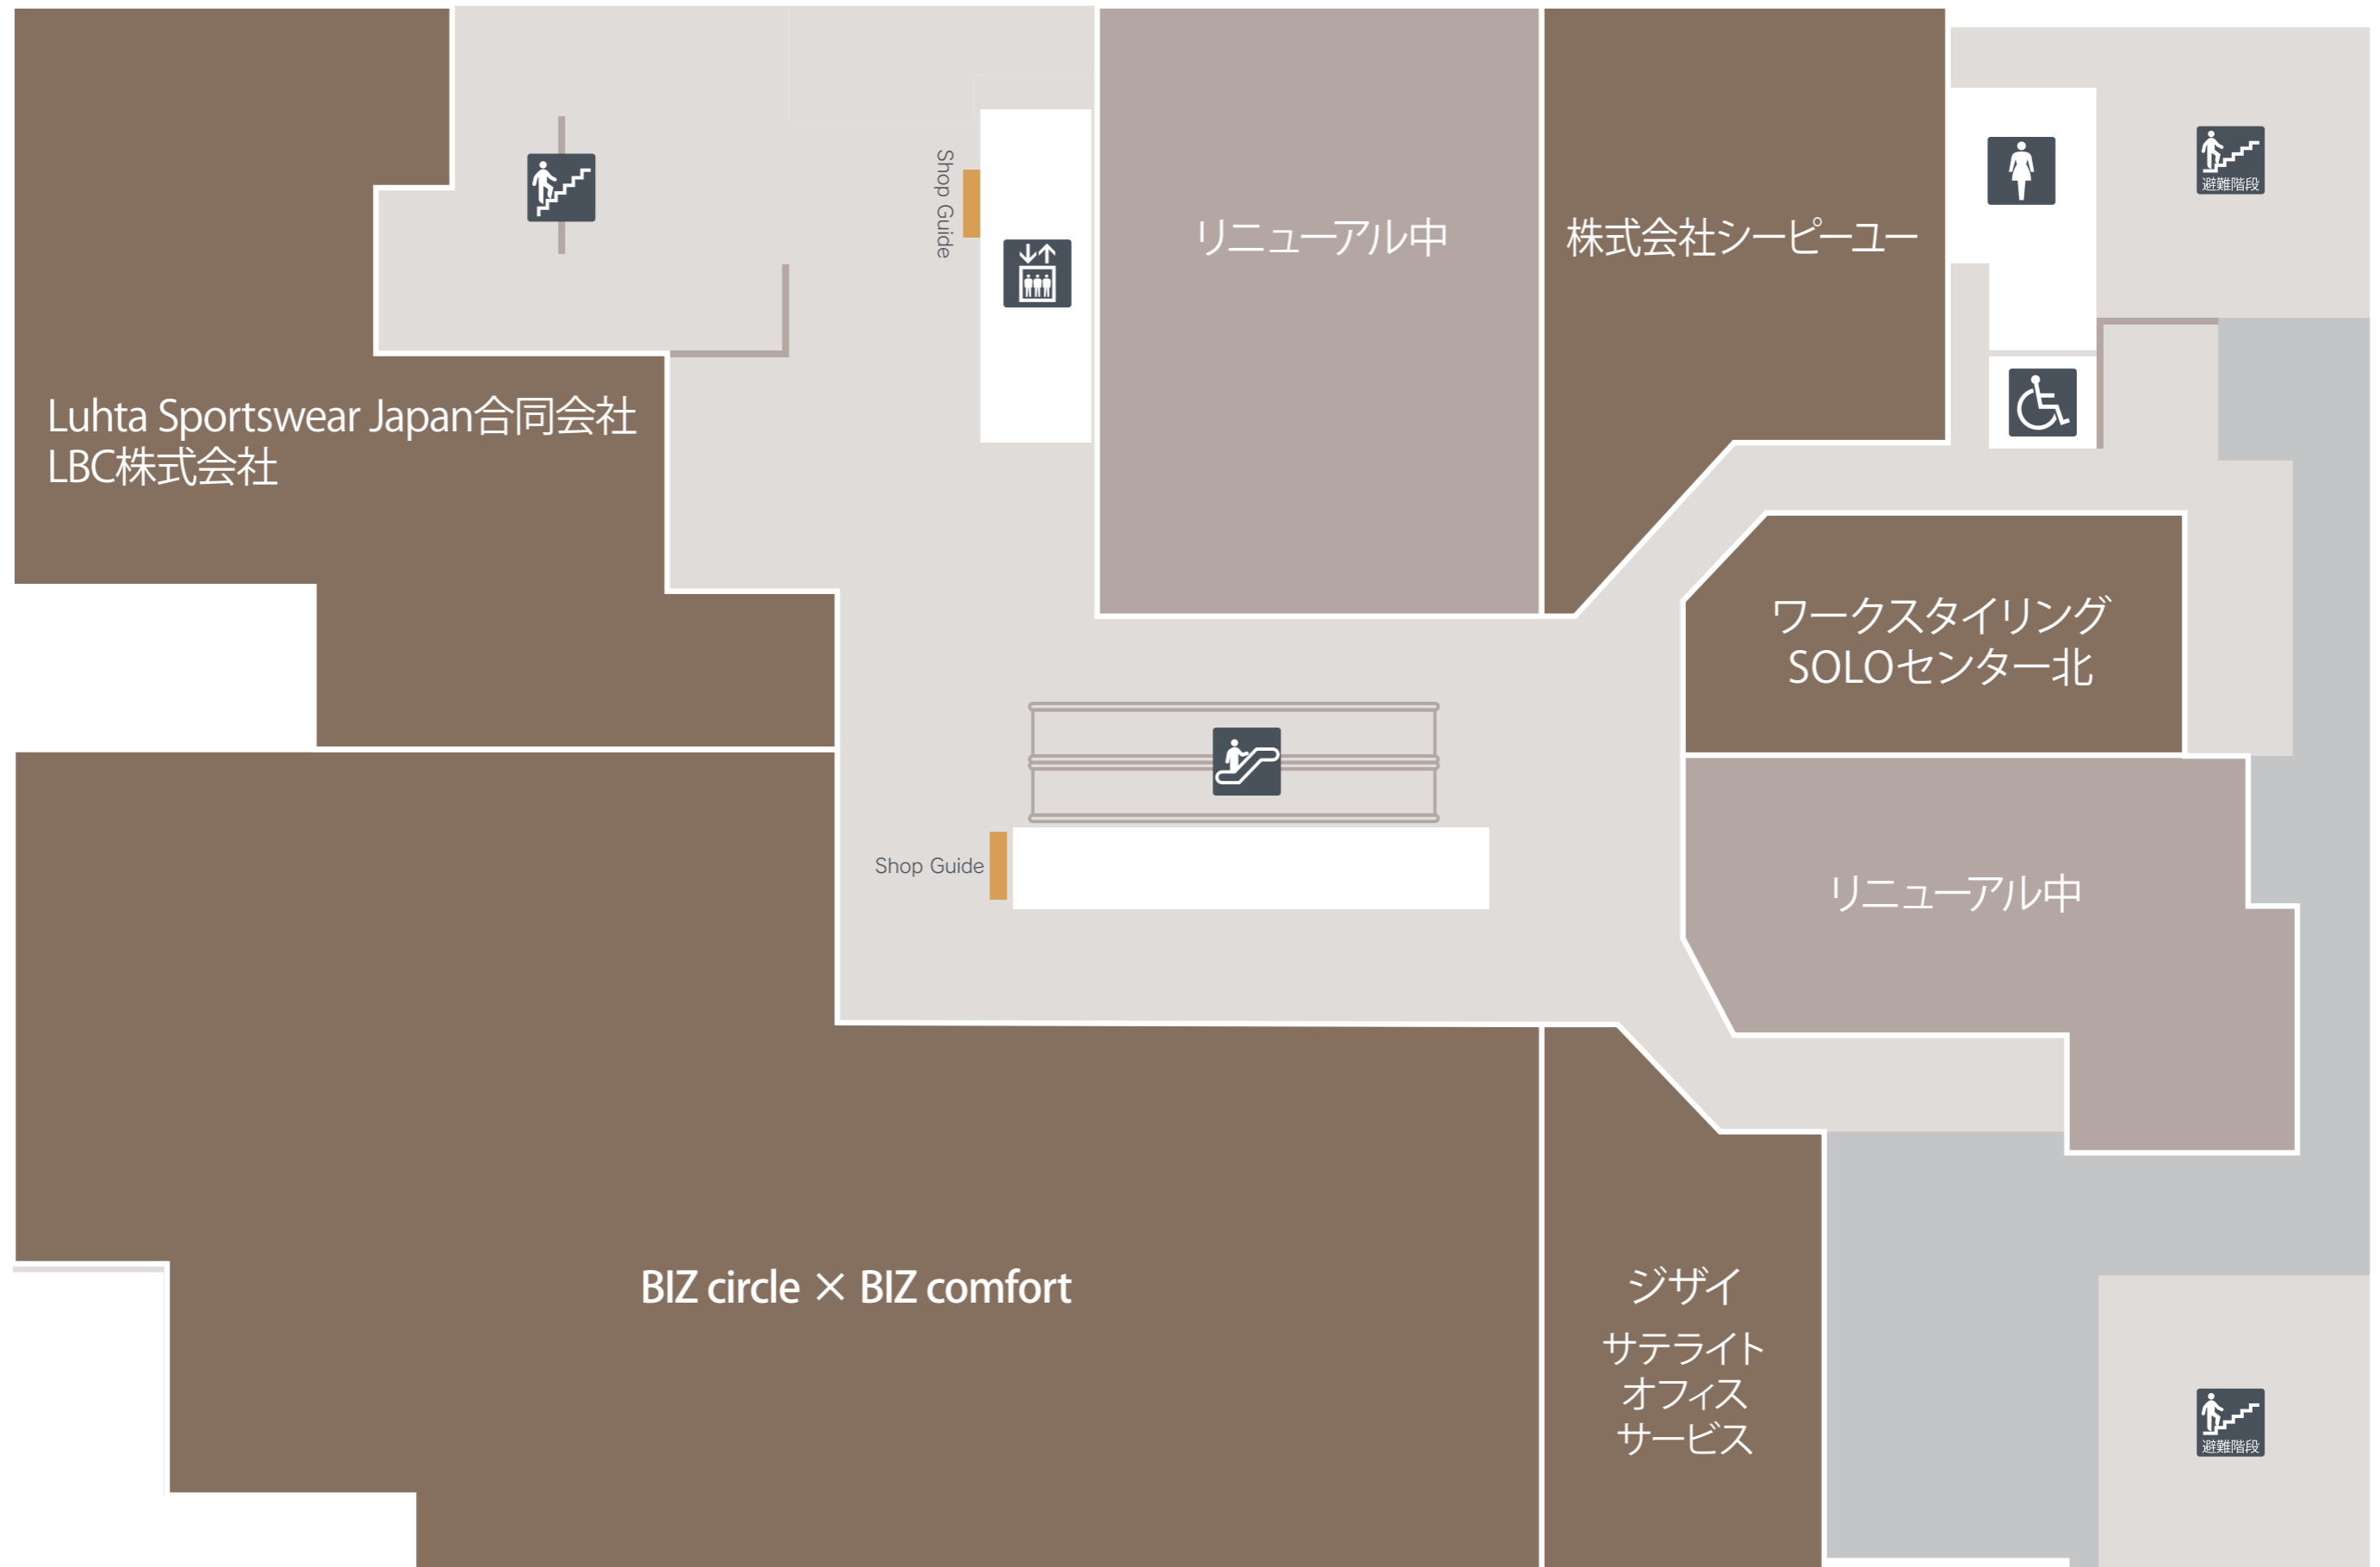 避難階段
Shop Guide
リニューアル中
株式会社シーピーユー
Luhta Sportswear Japan合同会社
LBC株式会社
ワークスタイリング
SOLOセンター北
Shop Guide
リニューアル中
BIZ circle × BIZ comfort
ジザイ
サテライト
オフィス
サービス
避難階段